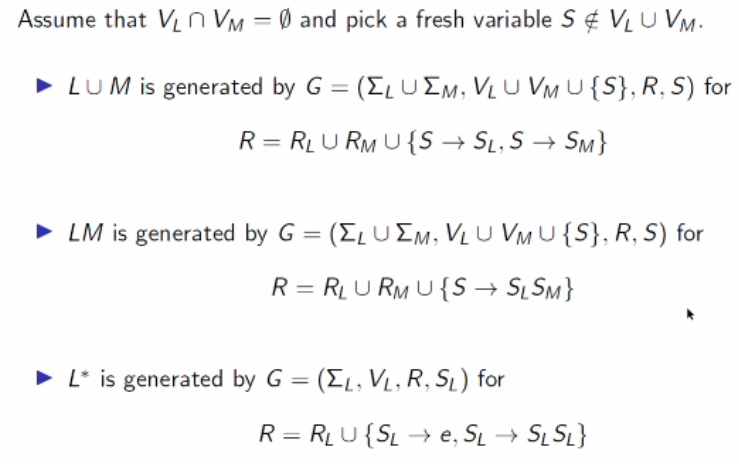 Assume that V_L ∩ V_M = ∅ and pick a fresh variable S ∉ V_L ∪ V_M.
▶ L ∪ M is generated by G = (Σ_L ∪ Σ_M, V_L ∪ V_M ∪ {S}, R, S) for
R = R_L ∪ R_M ∪ {S → S_L, S → S_M}
▶ LM is generated by G = (Σ_L ∪ Σ_M, V_L ∪ V_M ∪ {S}, R, S) for
R = R_L ∪ R_M ∪ {S → S_L S_M}
▶ L* is generated by G = (Σ_L, V_L, R, S_L) for
R = R_L ∪ {S_L → e, S_L → S_L S_L}